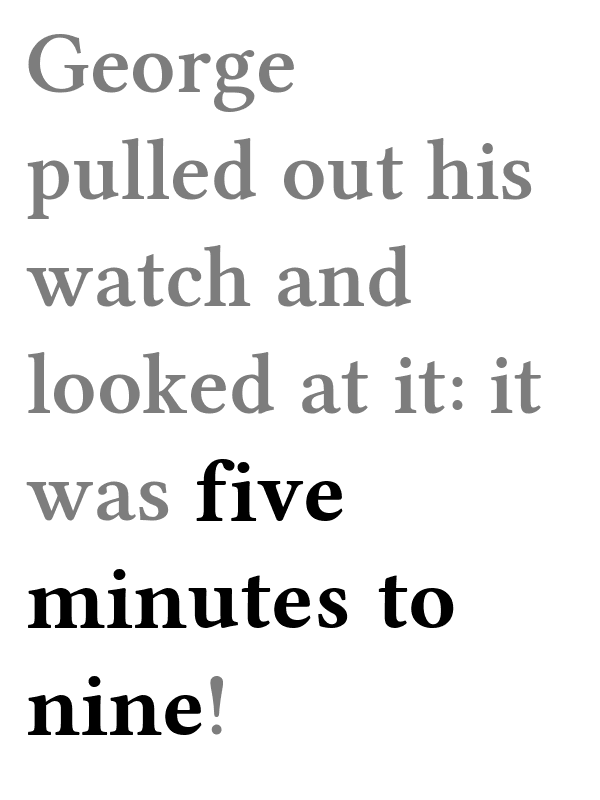 George
pulled out his
watch and
looked at it: it
was five
minutes to
nine!